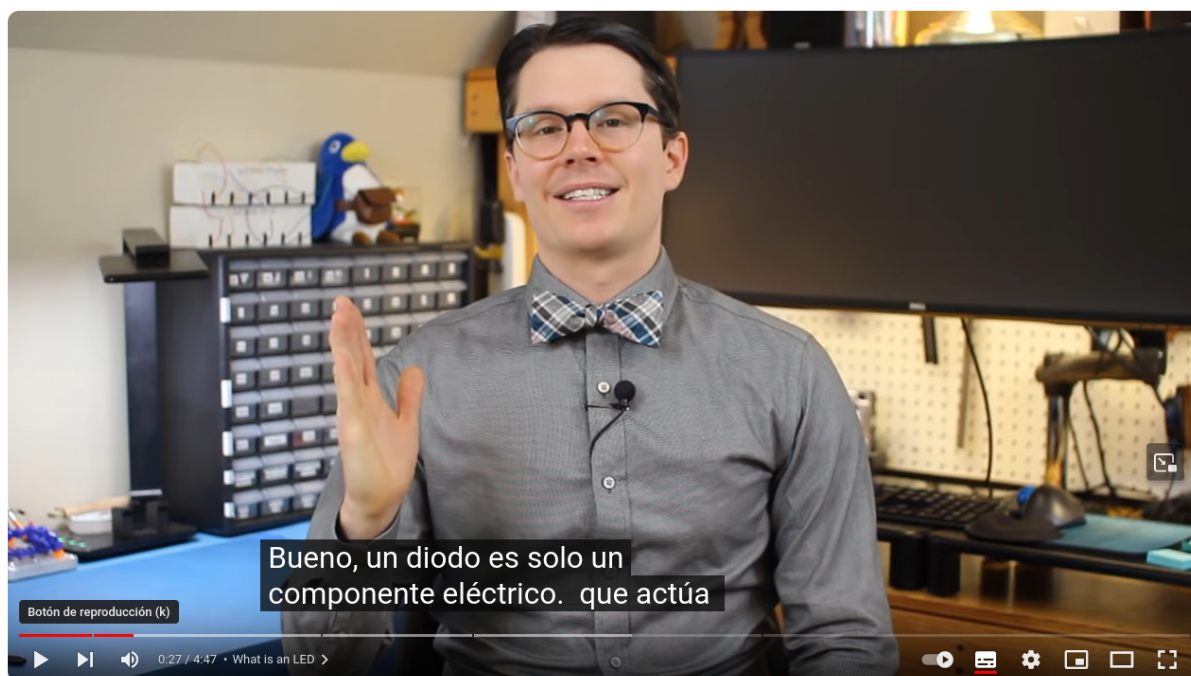 Bueno, un diodo es solo un
componente eléctrico.  que actúa
Botón de reproducción (k)
0:27 / 4:47 • What is an LED